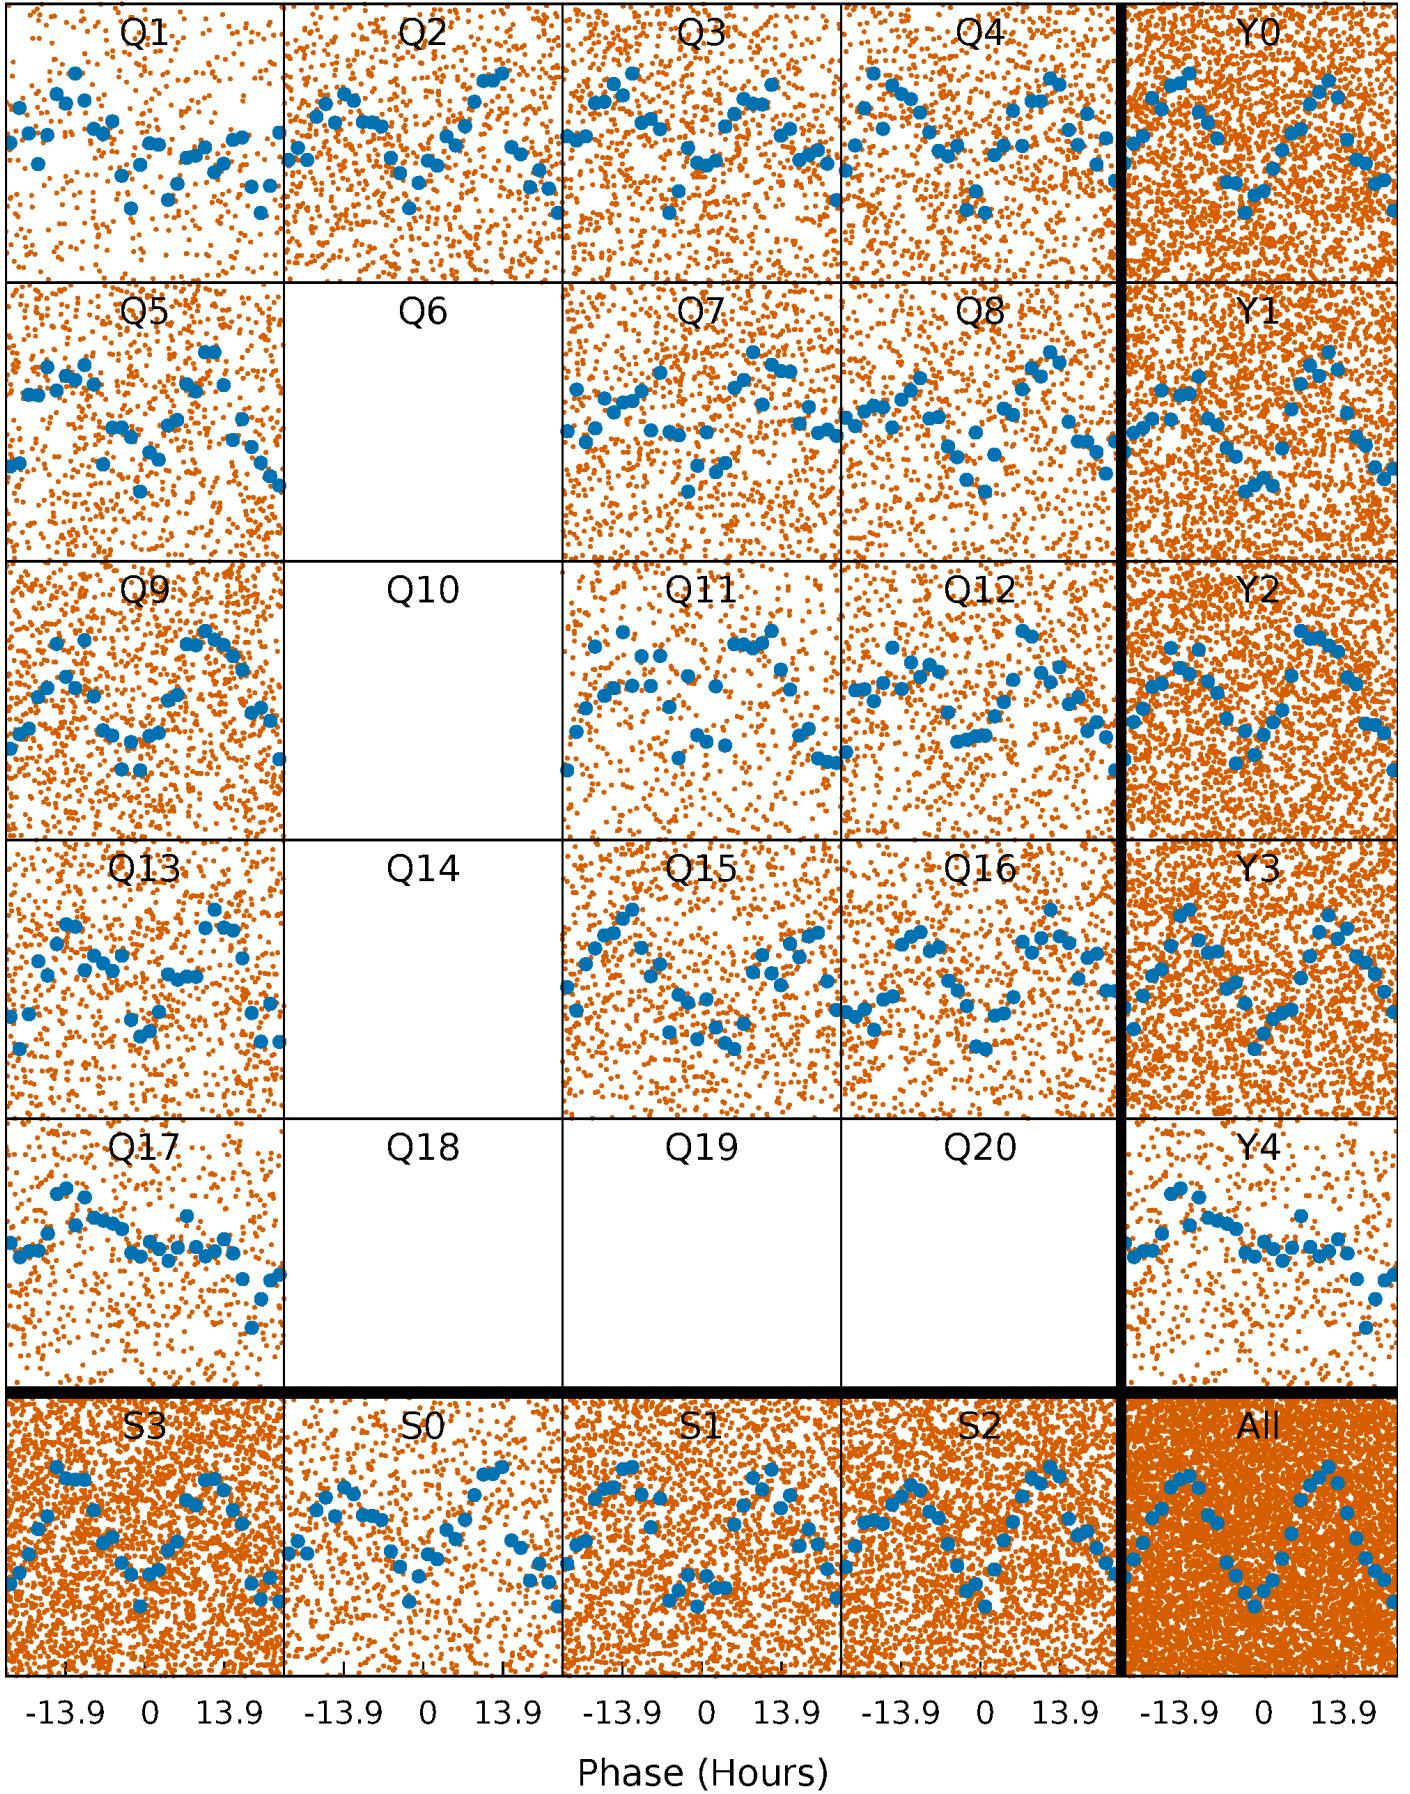 Q1 Q2 Q3 Q4 Y0
Q5 Q6 Q7 Q8 Y1
Q9 Q10 Q11 Q12 Y2
Q13 Q14 Q15 Q16 Y3
Q17 Q18 Q19 Q20 Y4
S3 S0 S1 S2 All
-13.9 0 13.9 -13.9 0 13.9 -13.9 0 13.9 -13.9 0 13.9 -13.9 0 13.9
Phase (Hours)